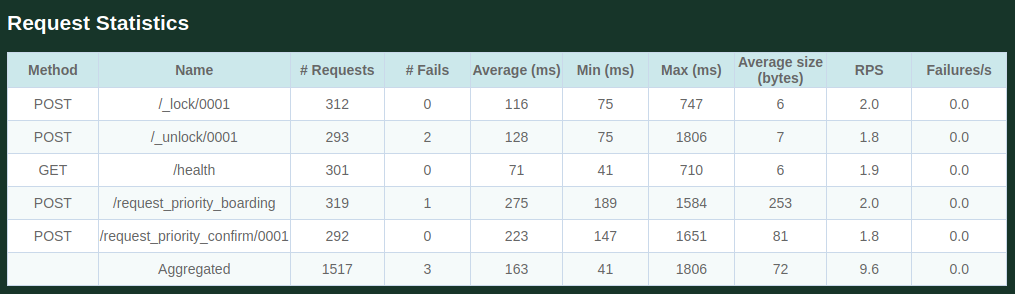 Request Statistics
Method Name # Requests # Fails Average (ms) Min (ms) Max (ms) Average size (bytes) RPS Failures/s
POST /_lock/0001 312 0 116 75 747 6 2.0 0.0
POST /_unlock/0001 293 2 128 75 1806 7 1.8 0.0
GET /health 301 0 71 41 710 6 1.9 0.0
POST /request_priority_boarding 319 1 275 189 1584 253 2.0 0.0
POST /request_priority_confirm/0001 292 0 223 147 1651 81 1.8 0.0
Aggregated 1517 3 163 41 1806 72 9.6 0.0